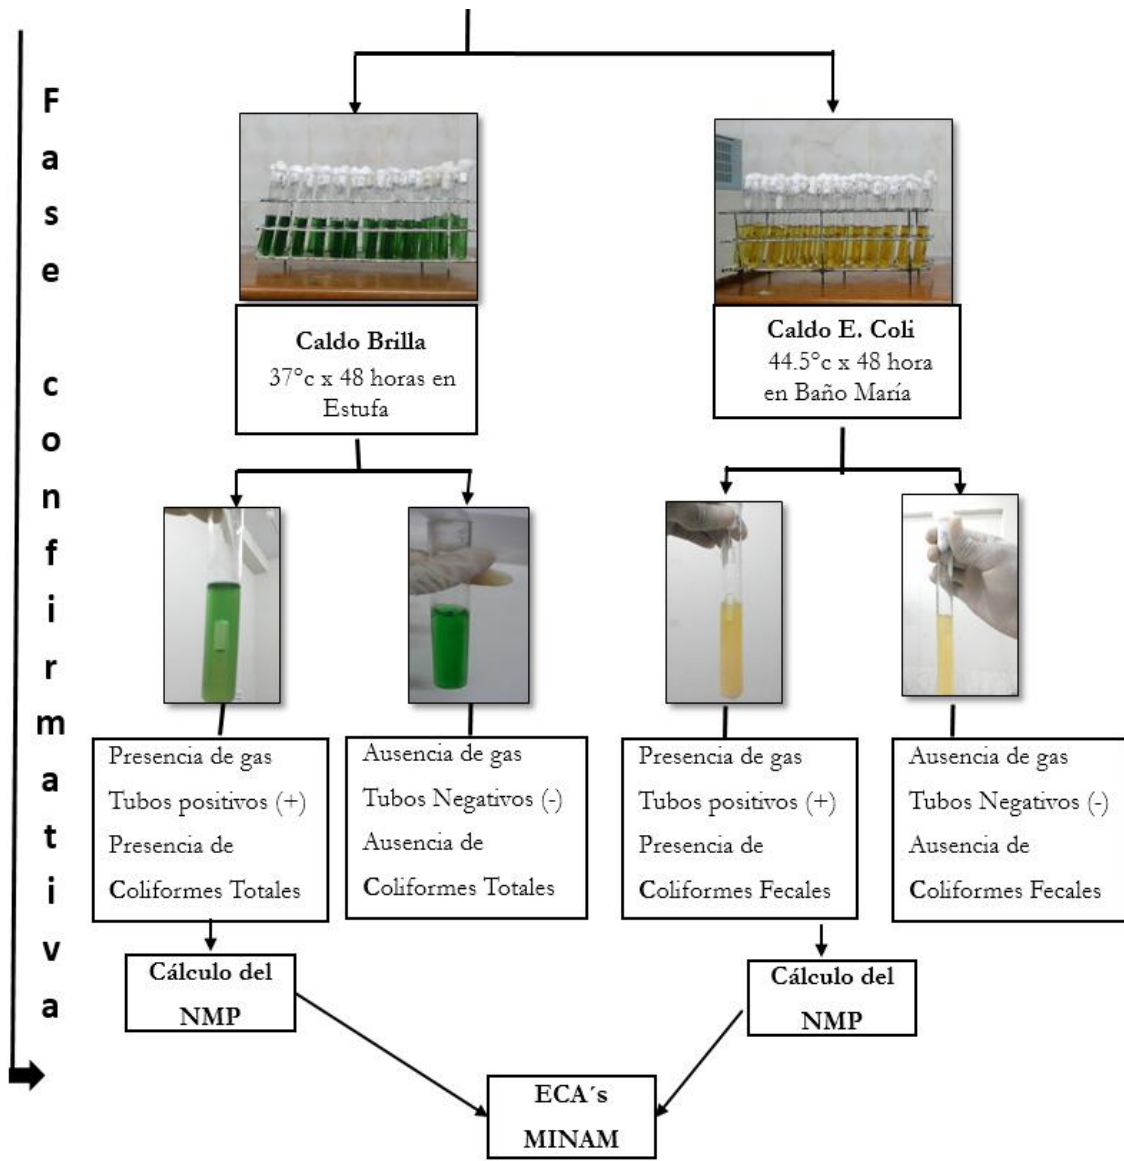 Fase confirmativa
Caldo Brilla
37°c x 48 horas en
Estufa
Caldo E. Coli
44.5°c x 48 hora
en Baño María
Presencia de gas
Tubos positivos (+)
Presencia de
Coliformes Totales
Ausencia de gas
Tubos Negativos (-)
Ausencia de
Coliformes Totales
Presencia de gas
Tubos positivos (+)
Presencia de
Coliformes Fecales
Ausencia de gas
Tubos Negativos (-)
Ausencia de
Coliformes Fecales
Cálculo del
NMP
Cálculo del
NMP
ECA´s
MINAM